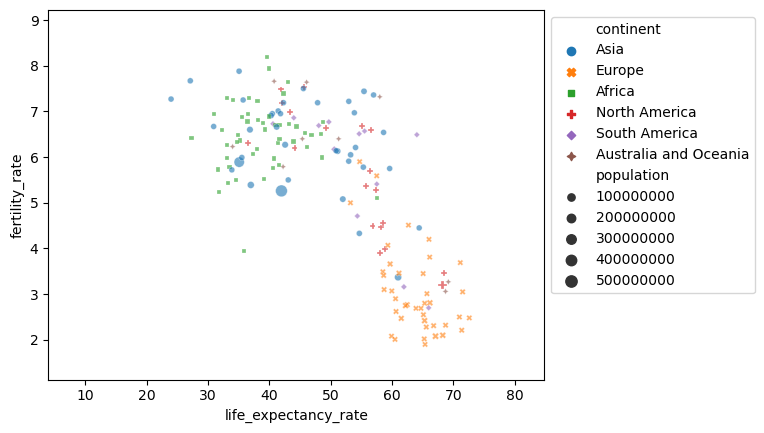 9
8
7
6
5
4
3
2
fertility_rate
10 20 30 40 50 60 70 80
life_expectancy_rate
continent
Asia
Europe
Africa
North America
South America
Australia and Oceania
population
100000000
200000000
300000000
400000000
500000000